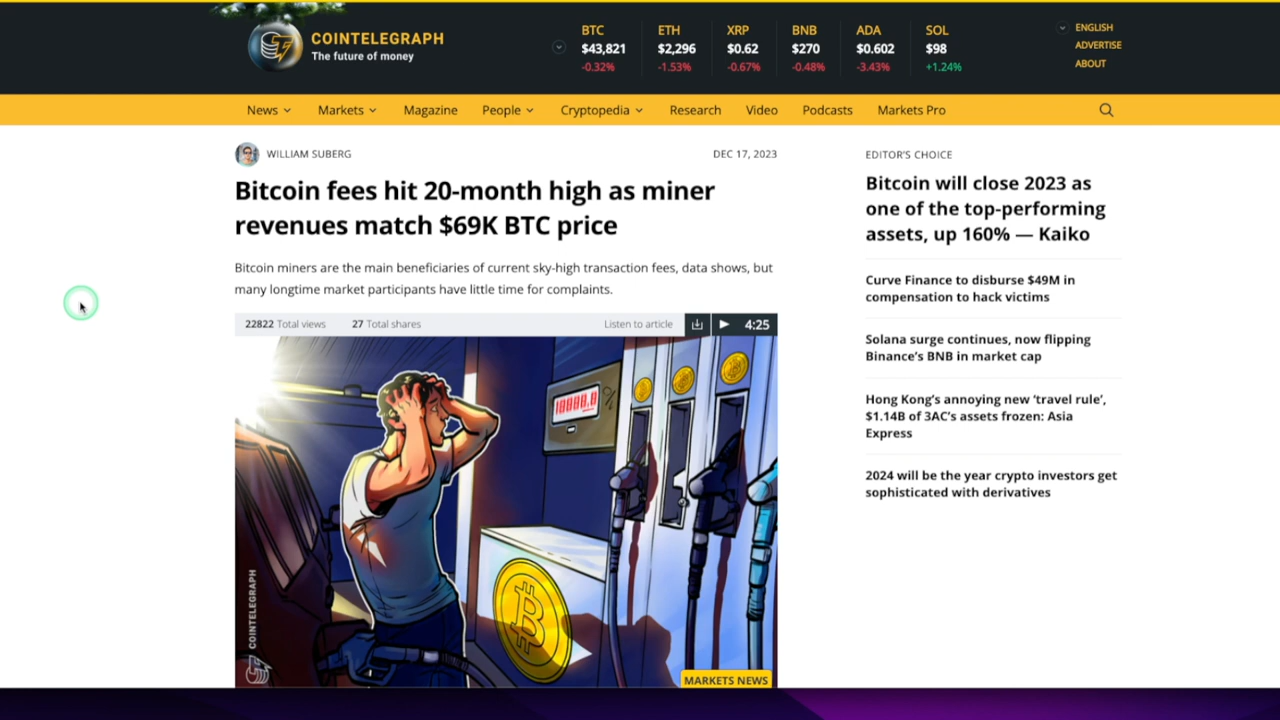 COINTELEGRAPH
The future of money
BTC
$43,821
-0.32%
ETH
$2,296
-1.53%
XRP
$0.62
-0.67%
BNB
$270
-0.48%
ADA
$0.602
-3.43%
SOL
$98
+1.24%
ENGLISH
ADVERTISE
ABOUT
News
Markets
Magazine
People
Cryptopedia
Research
Video
Podcasts
Markets Pro
WILLIAM SUBERG
DEC 17, 2023
Bitcoin fees hit 20-month high as miner
revenues match $69K BTC price
Bitcoin miners are the main beneficiaries of current sky-high transaction fees, data shows, but
many longtime market participants have little time for complaints.
22822 Total views
27 Total shares
Listen to article
4:25
%
COINTELEGRAPH
MARKETS NEWS
EDITOR'S CHOICE
Bitcoin will close 2023 as
one of the top-performing
assets, up 160% — Kaiko
Curve Finance to disburse $49M in
compensation to hack victims
Solana surge continues, now flipping
Binance's BNB in market cap
Hong Kong's annoying new ‘travel rule’,
$1.14B of 3AC's assets frozen: Asia
Express
2024 will be the year crypto investors get
sophisticated with derivatives